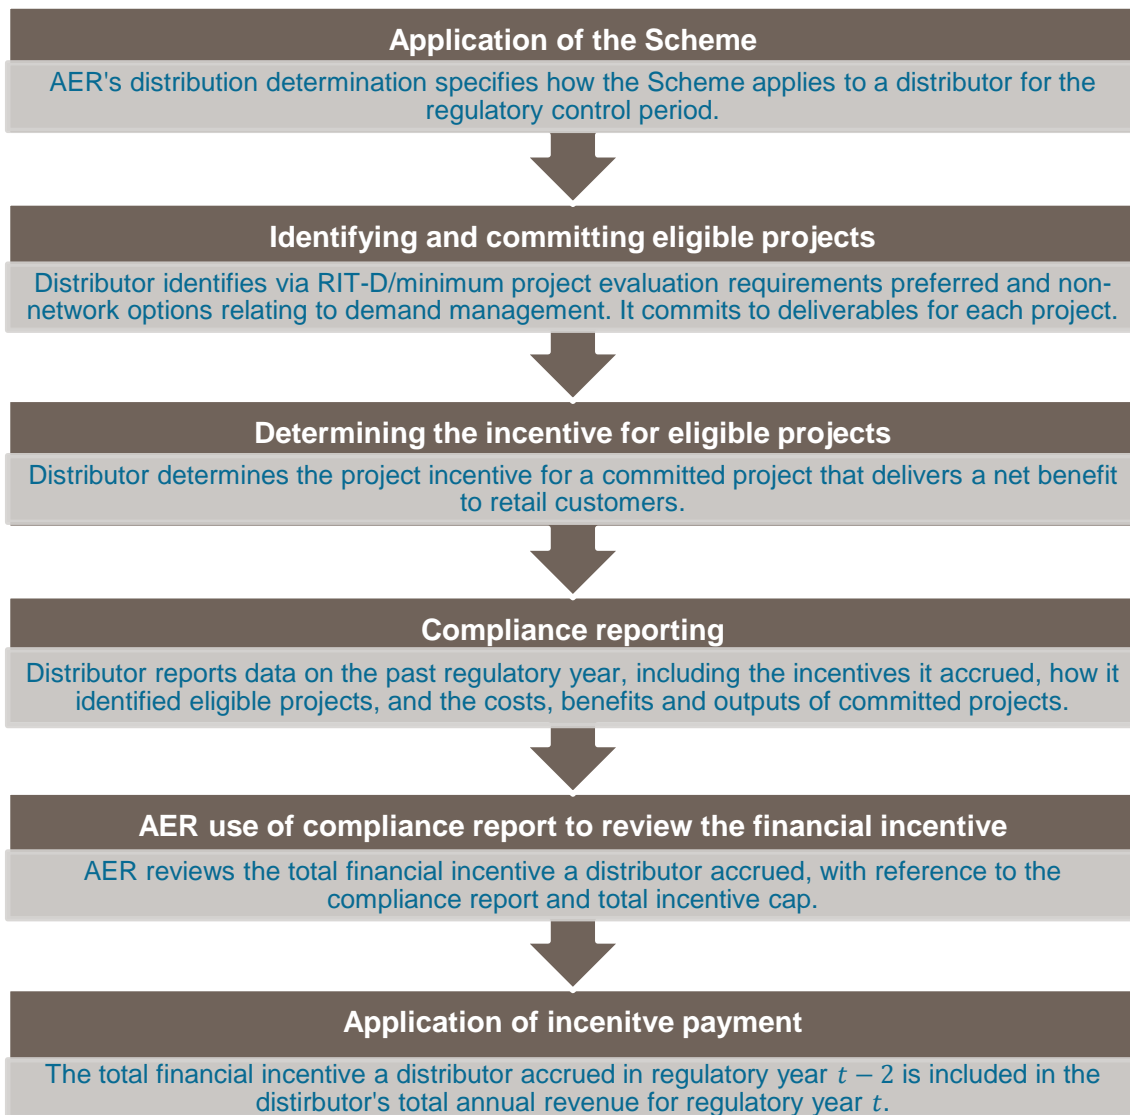 Application of the Scheme
AER's distribution determination specifies how the Scheme applies to a distributor for the
regulatory control period.
Identifying and committing eligible projects
Distributor identifies via RIT-D/minimum project evaluation requirements preferred and non-
network options relating to demand management. It commits to deliverables for each project.
Determining the incentive for eligible projects
Distributor determines the project incentive for a committed project that delivers a net benefit
to retail customers.
Compliance reporting
Distributor reports data on the past regulatory year, including the incentives it accrued, how it
identified eligible projects, and the costs, benefits and outputs of committed projects.
AER use of compliance report to review the financial incentive
AER reviews the total financial incentive a distributor accrued, with reference to the
compliance report and total incentive cap.
Application of incenitve payment
The total financial incentive a distributor accrued in regulatory year t − 2 is included in the
distirbutor's total annual revenue for regulatory year t.